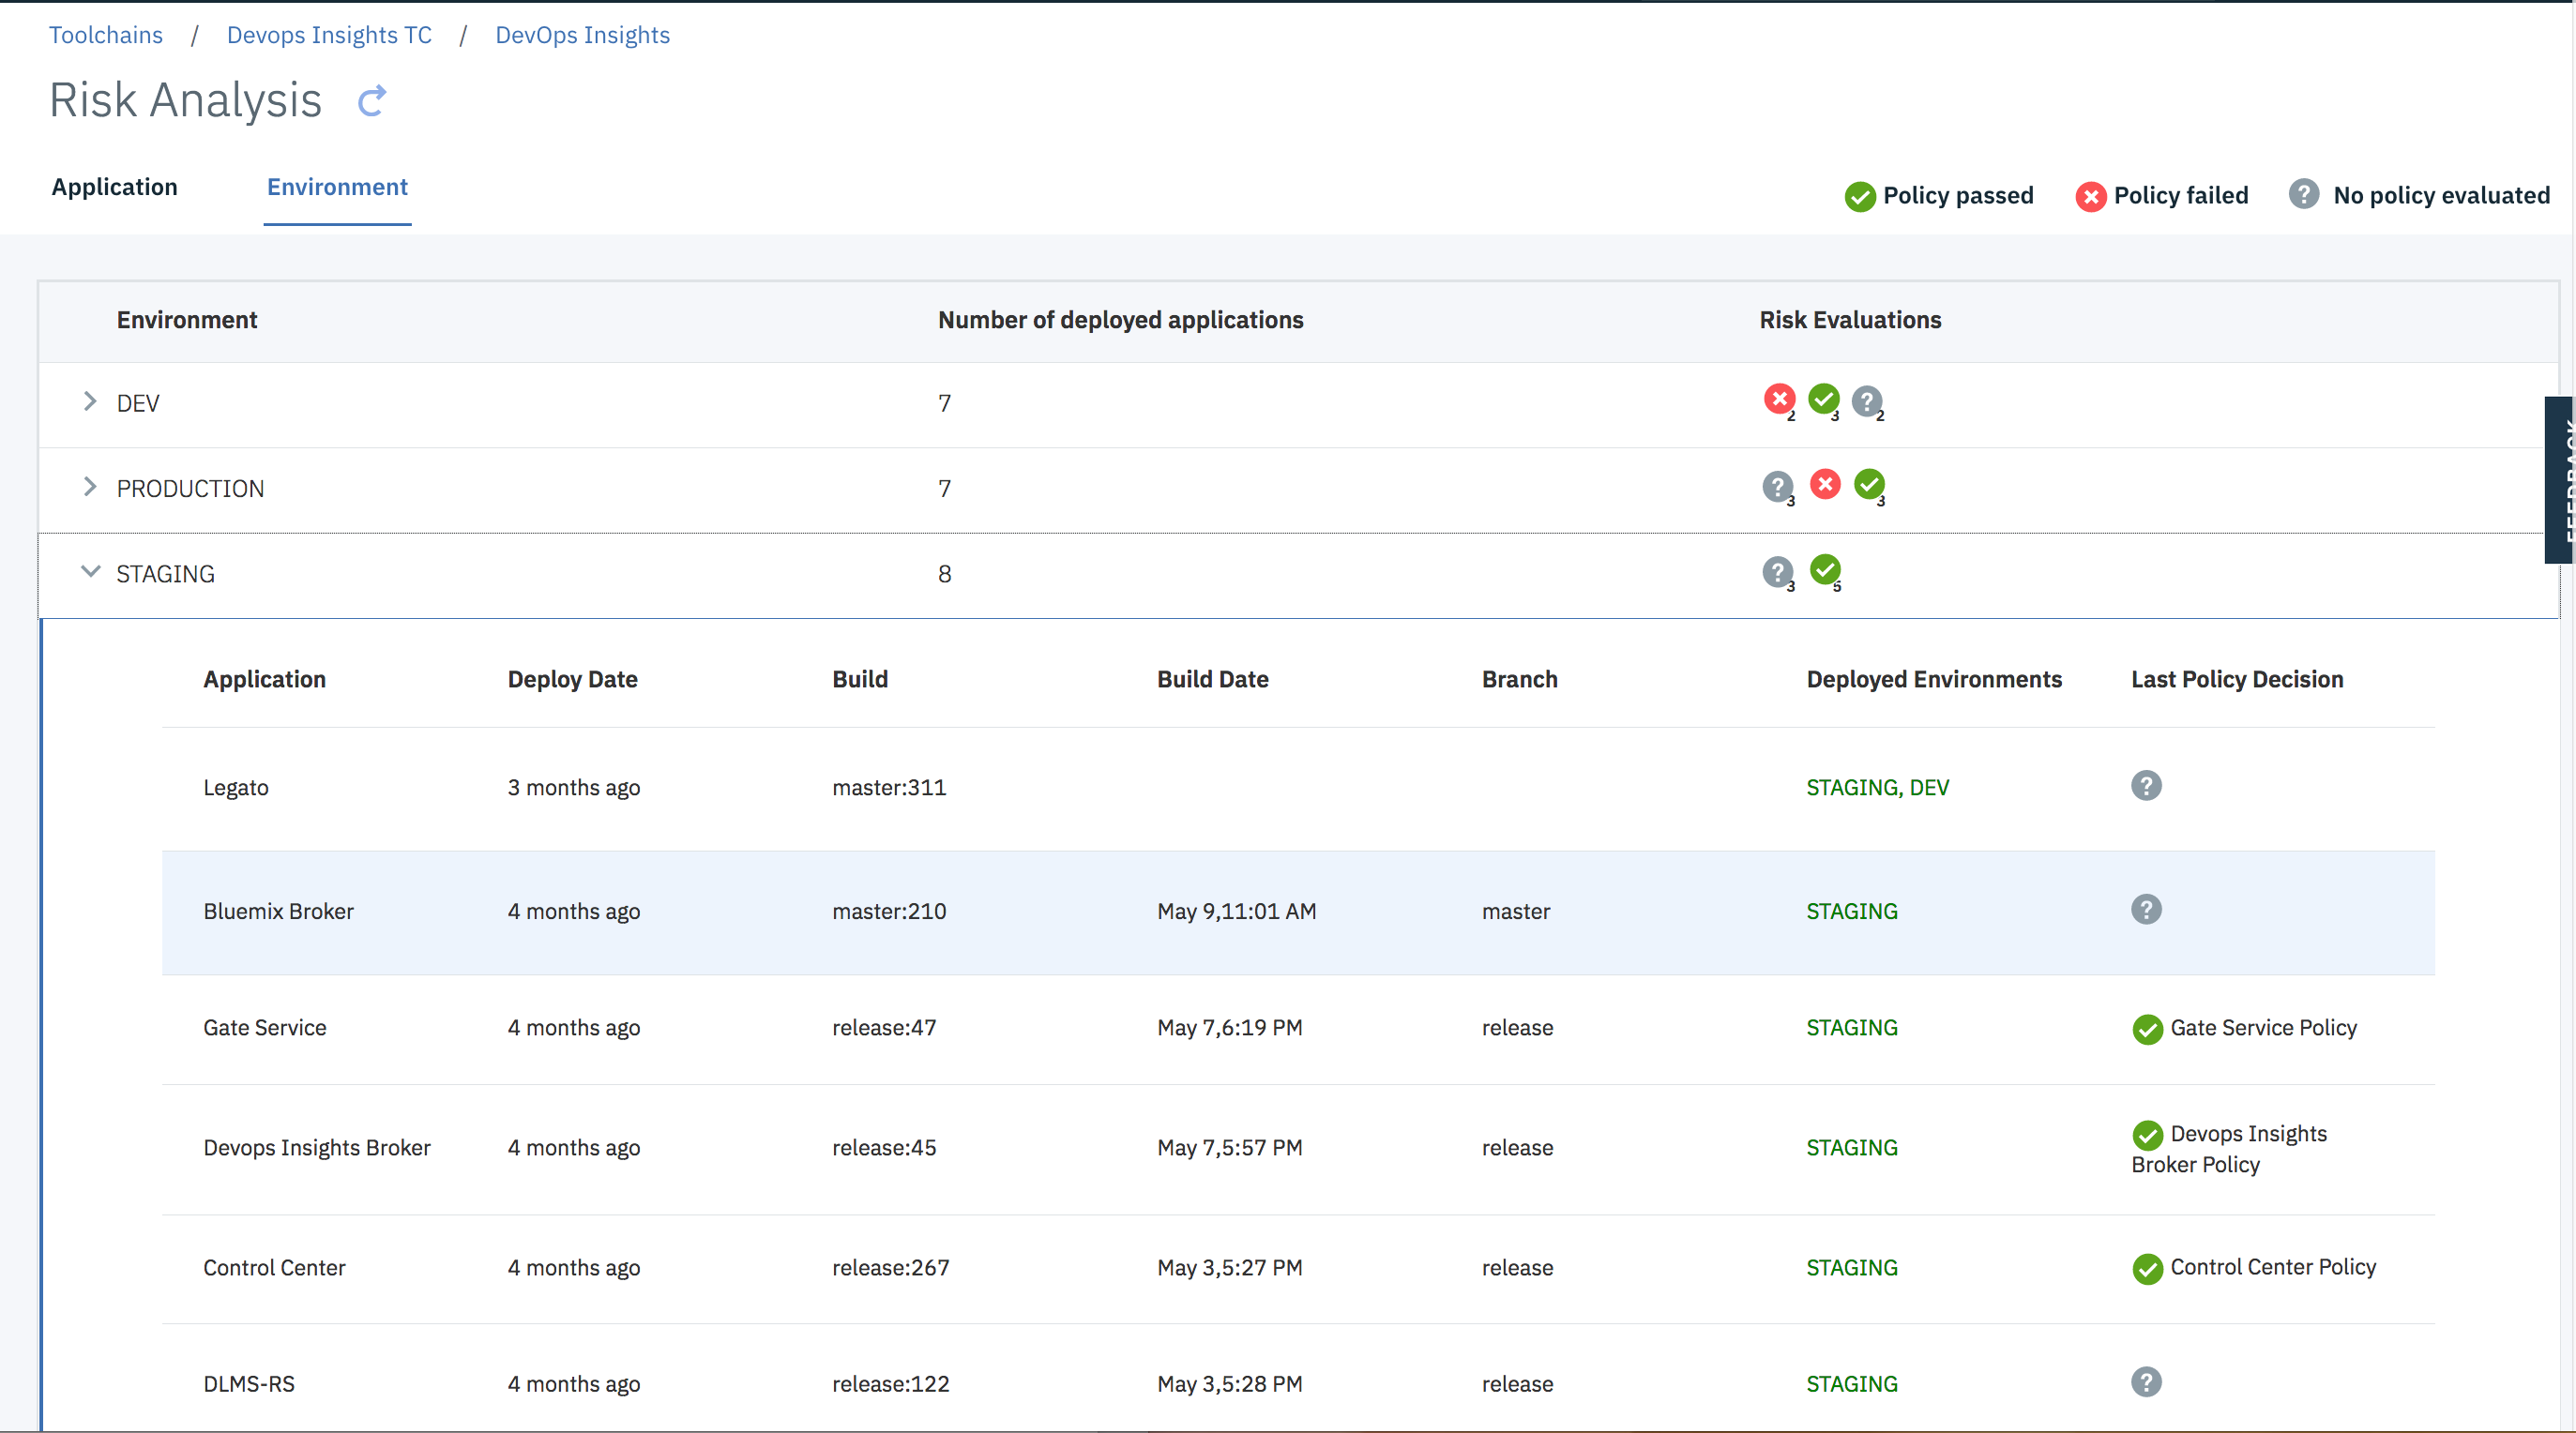 Toolchains / Devops Insights TC / DevOps Insights
Risk Analysis
Application Environment
Policy passed Policy failed ? No policy evaluated
Environment Number of deployed applications Risk Evaluations
DEV 7 2 3 ? 2
PRODUCTION 7 ? 3 3
STAGING 8 ? 3 5
FEEDBACK
Application Deploy Date Build Build Date Branch Deployed Environments Last Policy Decision
Legato 3 months ago master:311 STAGING, DEV ?
Bluemix Broker 4 months ago master:210 May 9,11:01 AM master STAGING ?
Gate Service 4 months ago release:47 May 7,6:19 PM release STAGING Gate Service Policy
Devops Insights Broker 4 months ago release:45 May 7,5:57 PM release STAGING Devops Insights
Broker Policy
Control Center 4 months ago release:267 May 3,5:27 PM release STAGING Control Center Policy
DLMS-RS 4 months ago release:122 May 3,5:28 PM release STAGING ?